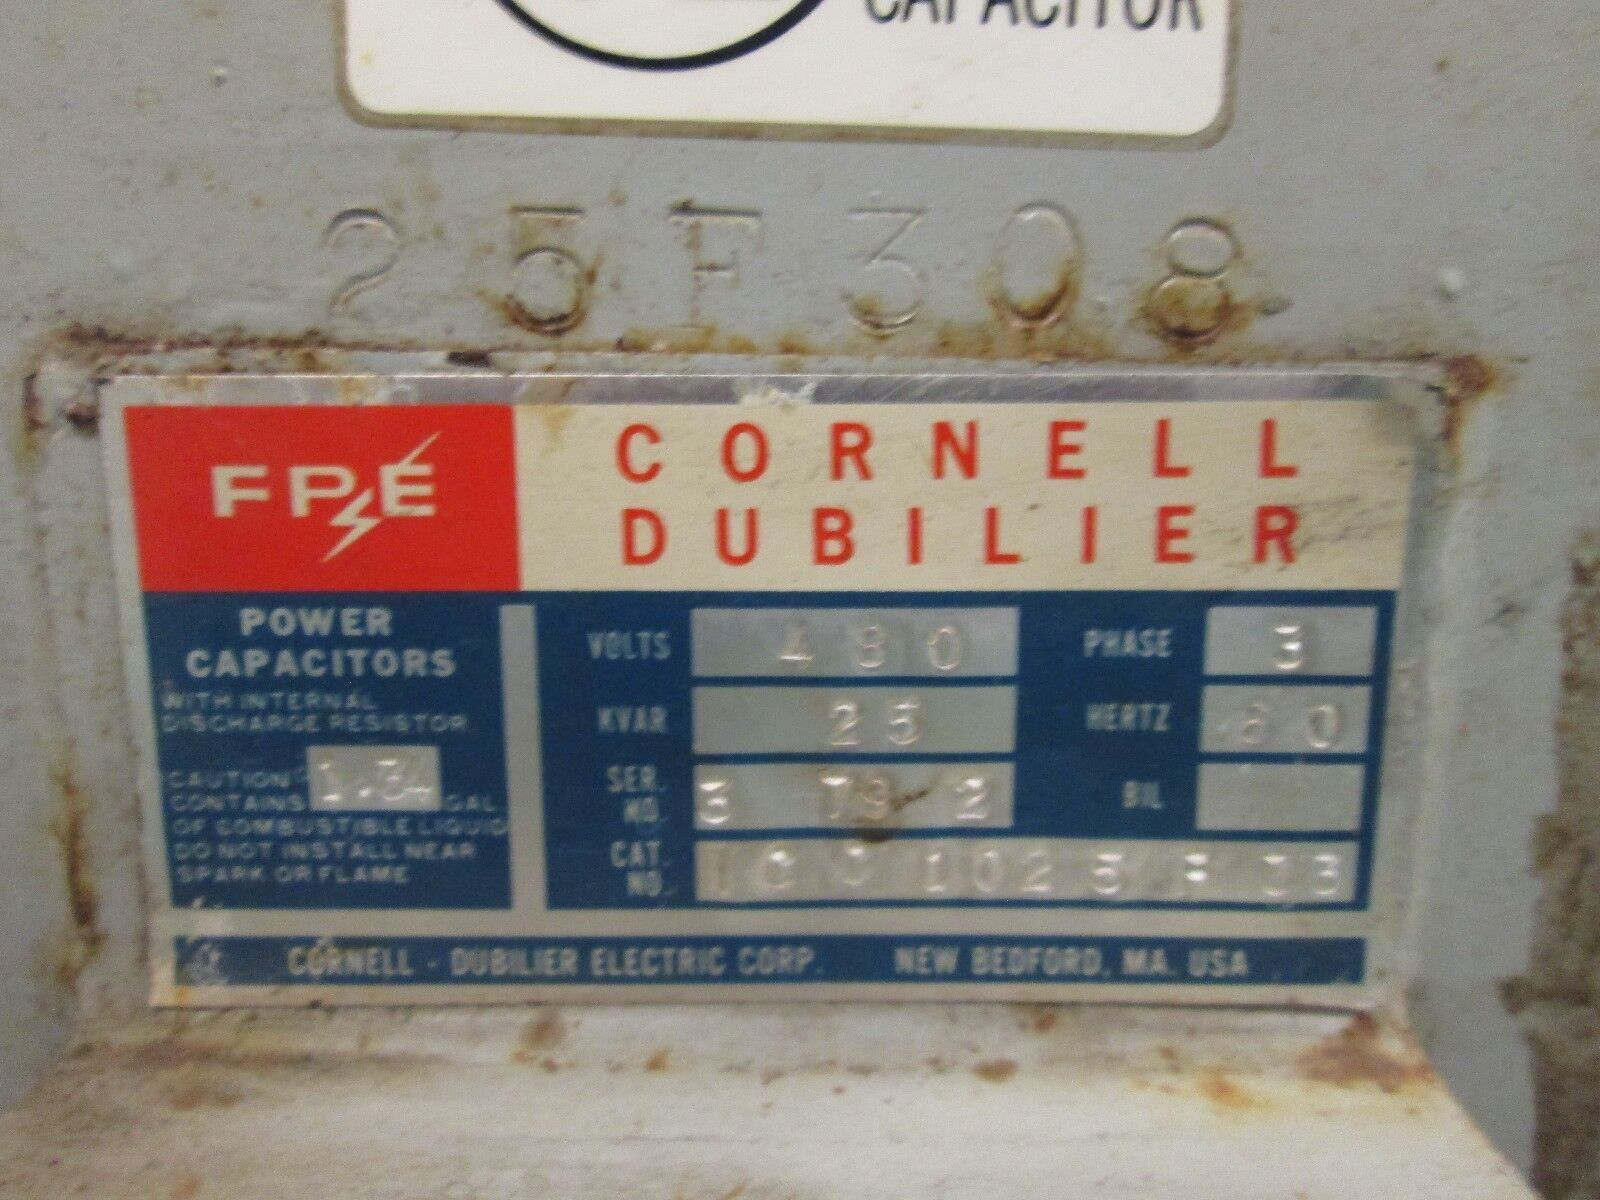 CAPACITOR
25F308
FPE
CORNELL
DUBILIER
POWER
CAPACITORS
WITH INTERNAL
DISCHARGE RESISTOR
CAUTION
CONTAINS 1.34 GAL
OF COMBUSTIBLE LIQUID
DO NOT INSTALL NEAR
SPARK OR FLAME
VOLTS 480 PHASE 3
KVAR 25 HERTZ 60
SER. NO. BIL
CAT. NO.
CORNELL - DUBILIER ELECTRIC CORP. NEW BEDFORD, MA. USA